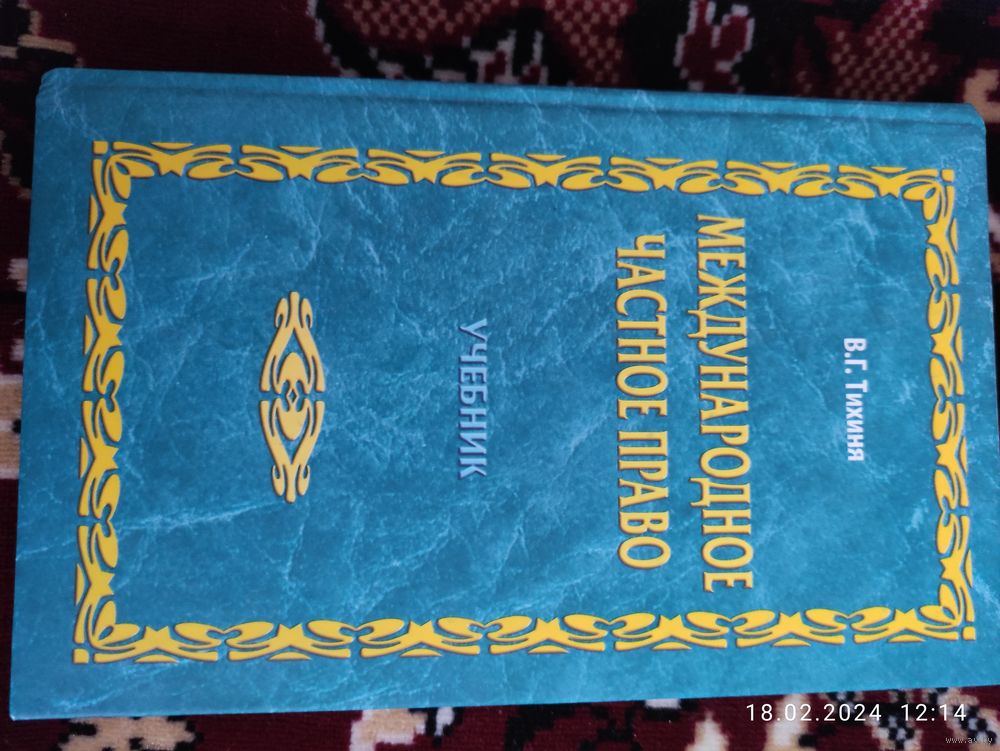 В.Г. Тихиня
МЕЖДУНАРОДНОЕ
ЧАСТНОЕ ПРАВО
УЧЕБНИК
18.02.2024 12:14